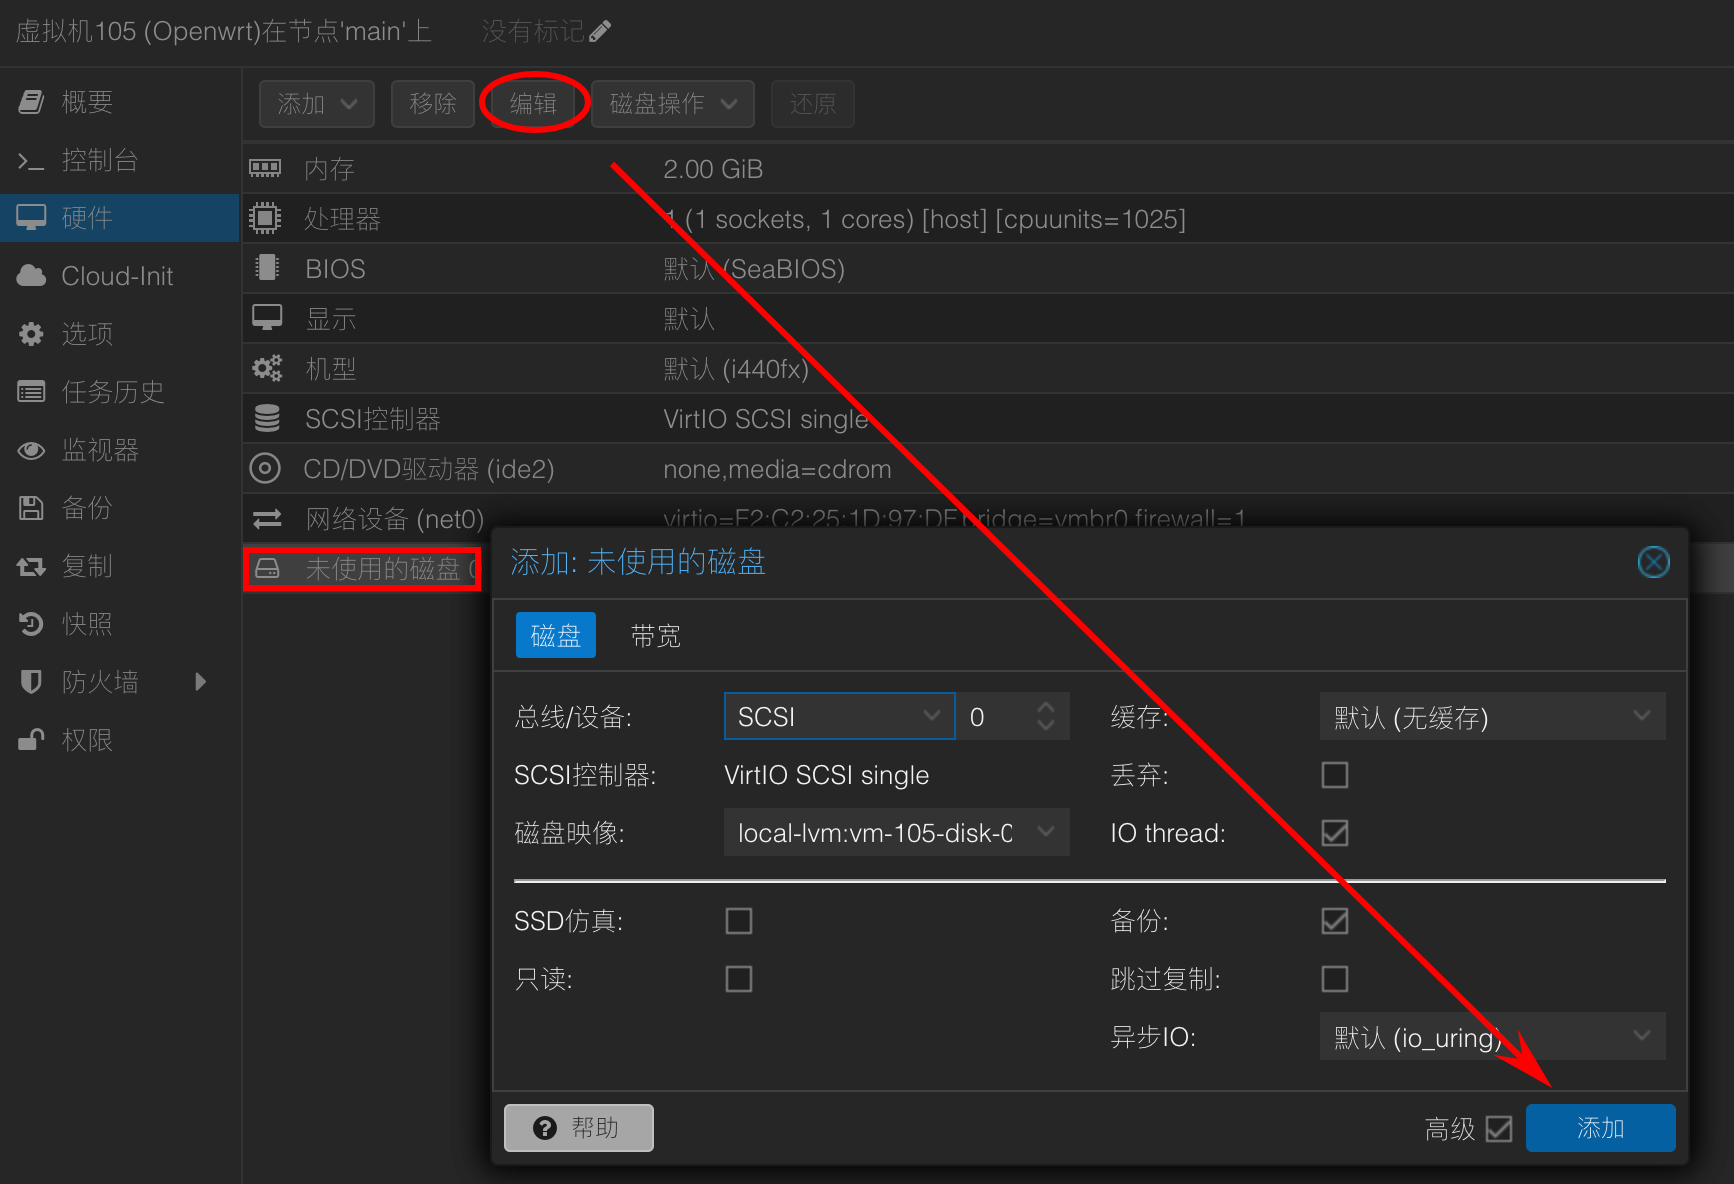 虚拟机105 (Openwrt)在节点'main'上 没有标记
概要
控制台
硬件
Cloud-Init
选项
任务历史
监视器
备份
复制
快照
防火墙
权限
添加 移除 编辑 磁盘操作 还原
内存 2.00 GiB
处理器 1 (1 sockets, 1 cores) [host] [cpuunits=1025]
BIOS 默认 (SeaBIOS)
显示 默认
机型 默认 (i440fx)
SCSI控制器 VirtIO SCSI single
CD/DVD驱动器 (ide2) none,media=cdrom
网络设备 (net0) virtio=F2:C2:25:1D:97:DF,bridge=vmbr0,firewall=1
未使用的磁盘 0
添加: 未使用的磁盘
磁盘 带宽
总线/设备: SCSI 0 缓存: 默认 (无缓存)
SCSI控制器: VirtIO SCSI single 丢弃:
磁盘映像: local-lvm:vm-105-disk-0 IO thread:
SSD仿真: 备份:
只读: 跳过复制:
异步IO: 默认 (io_uring)
帮助 高级 添加